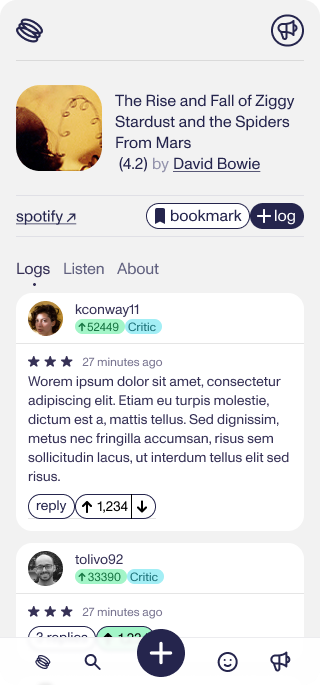 The Rise and Fall of Ziggy
Stardust and the Spiders
From Mars
(4.2) by David Bowie
spotify ↗
bookmark
+ log
Logs Listen About
kconway11
↑52449 Critic
★ ★ ★ 27 minutes ago
Worem ipsum dolor sit amet, consectetur
adipiscing elit. Etiam eu turpis molestie,
dictum est a, mattis tellus. Sed dignissim,
metus nec fringilla accumsan, risus sem
sollicitudin lacus, ut interdum tellus elit sed
risus.
reply ↑ 1,234 ↓
tolivo92
↑33390 Critic
★ ★ ★ 27 minutes ago
3 replies